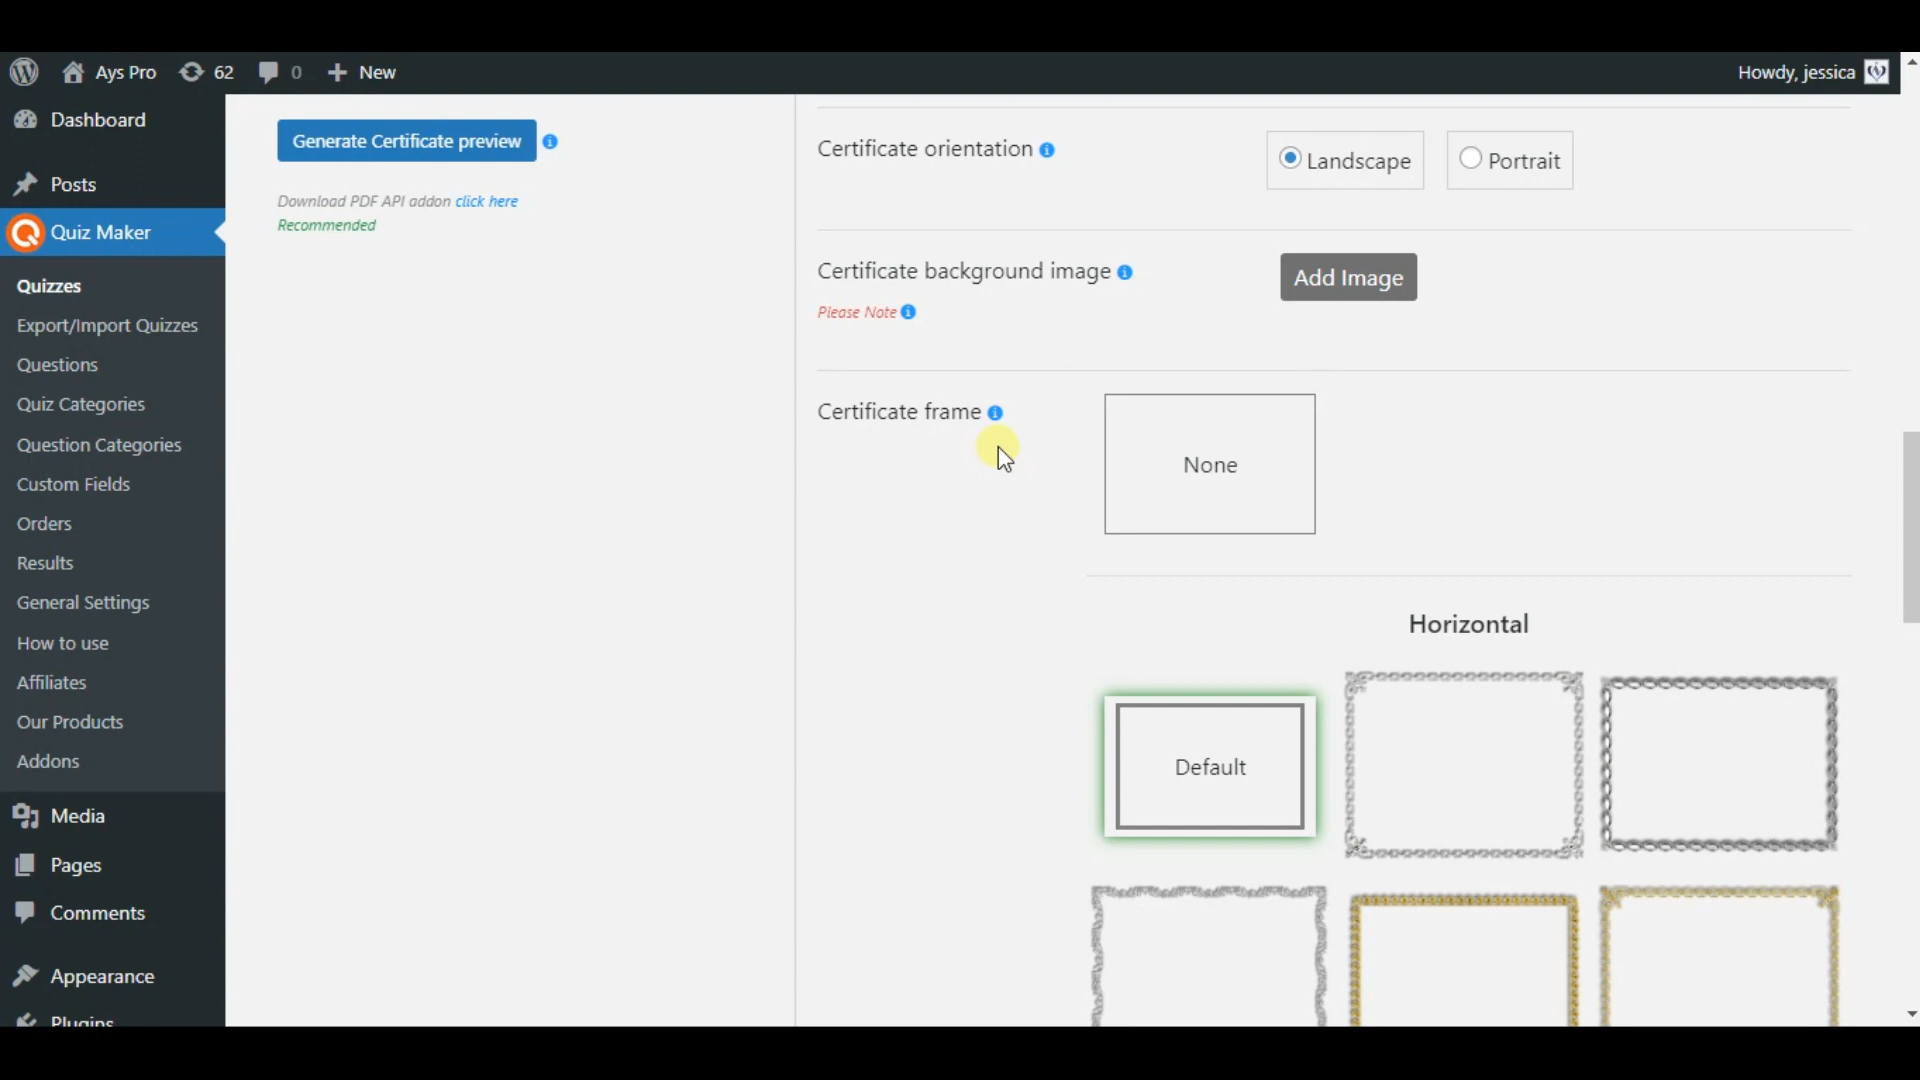 Ays Pro 62 0 New Howdy, jessica
Dashboard
Posts
Quiz Maker
Quizzes
Export/Import Quizzes
Questions
Quiz Categories
Question Categories
Custom Fields
Orders
Results
General Settings
How to use
Affiliates
Our Products
Addons
Media
Pages
Comments
Appearance
Plugins
Generate Certificate preview
Download PDF API addon click here
Recommended
Certificate orientation
Landscape Portrait
Certificate background image
Add Image
Please Note
Certificate frame
None
Horizontal
Default